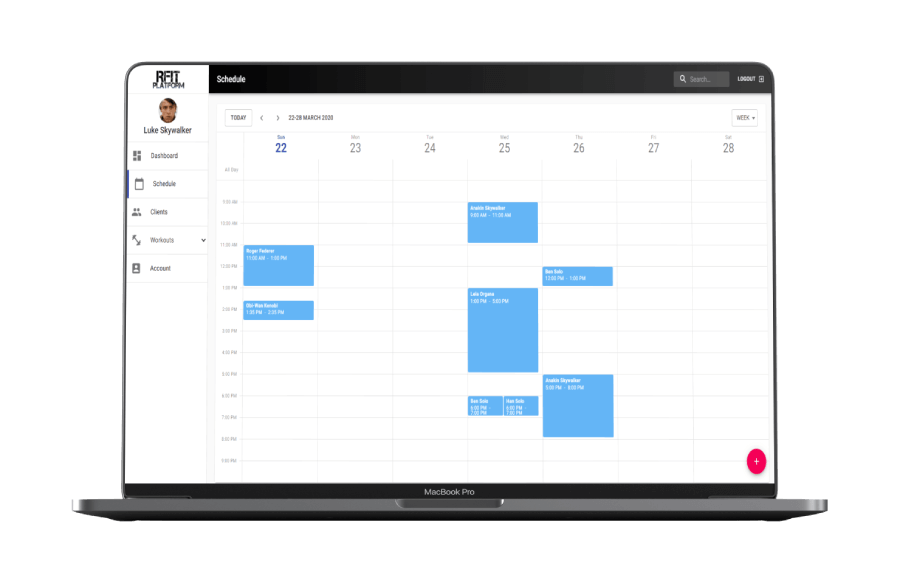 RFIT
PLATFORM
Luke Skywalker
Dashboard
Schedule
Clients
Workouts
Account
Schedule
Search...
LOGOUT
TODAY
22-28 MARCH 2020
WEEK
Sun Mon Tue Wed Thu Fri Sat
22 23 24 25 26 27 28
All Day
9:00 AM
10:00 AM
11:00 AM
12:00 PM
1:00 PM
2:00 PM
3:00 PM
4:00 PM
5:00 PM
6:00 PM
7:00 PM
8:00 PM
9:00 PM
Roger Federer
11:00 AM - 1:00 PM
Obi-Wan Kenobi
Anakin Skywalker
9:00 AM - 11:00 AM
Leia Organa
1:00 PM - 5:00 PM
Ben Solo
6:00 PM -
7:00 PM
Han Solo
6:00 PM -
7:00 PM
Ben Solo
12:00 PM - 1:00 PM
Anakin Skywalker
5:00 PM - 8:00 PM
+
MacBook Pro